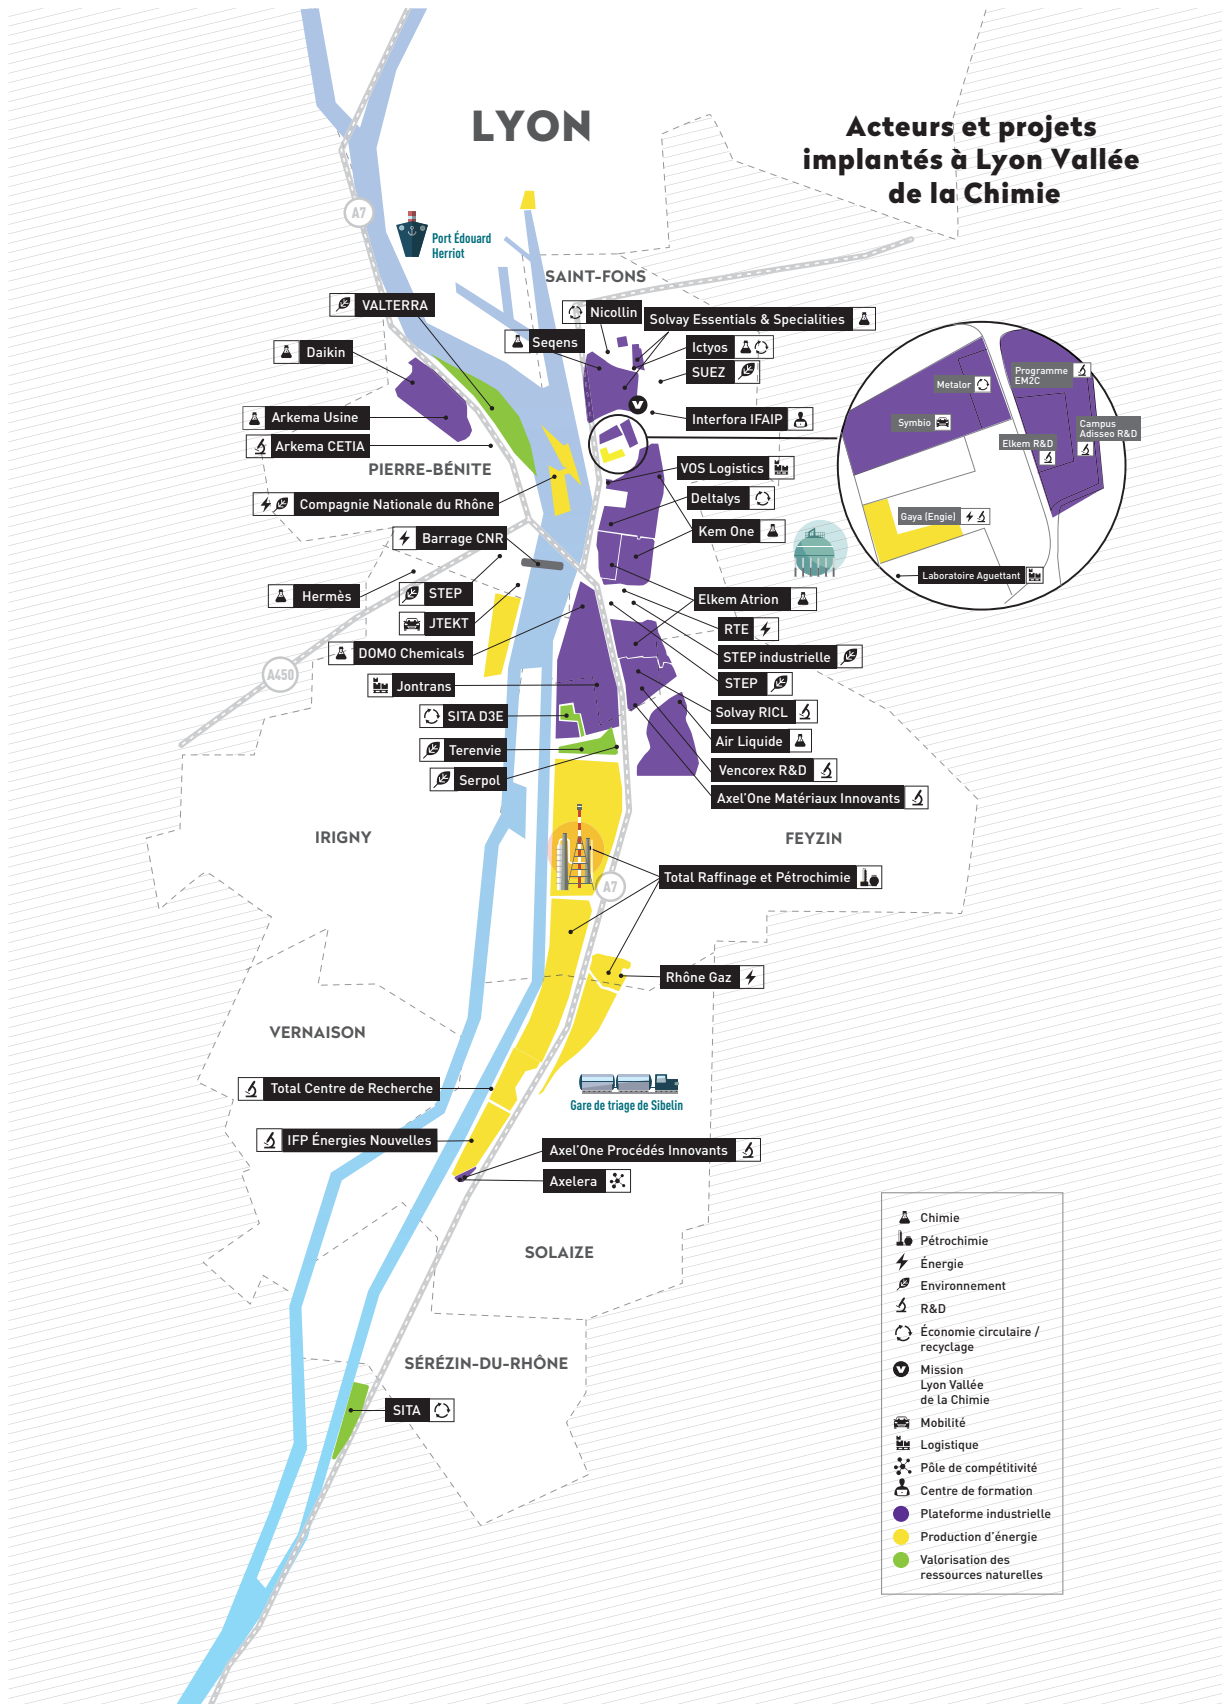 LYON
Acteurs et projets
implantés à Lyon Vallée
de la Chimie
A7
Port Édouard
Herriot
SAINT-FONS
VALTERRA
Nicollin
Solvay Essentials & Specialities
Seqens
Ictyos
Daikin
SUEZ
Programme
EM2C
Metalor
Arkema Usine
Interfora IFAIP
Symbio
Campus
Adisseo R&D
Arkema CETIA
Elkem R&D
PIERRE-BÉNITE
VOS Logistics
Compagnie Nationale du Rhône
Deltalys
Gaya (Engie)
Barrage CNR
Kem One
Laboratoire Aguettant
Hermès
STEP
Elkem Atrion
JTEKT
RTE
DOMO Chemicals
STEP industrielle
A450
Jontrans
STEP
SITA D3E
Solvay RICL
Terenvie
Air Liquide
Serpol
Vencorex R&D
Axel'One Matériaux Innovants
IRIGNY
FEYZIN
Total Raffinage et Pétrochimie
A7
Rhône Gaz
VERNAISON
Total Centre de Recherche
Gare de triage de Sibelin
IFP Énergies Nouvelles
Axel'One Procédés Innovants
Axelera
SOLAIZE
SÉRÉZIN-DU-RHÔNE
SITA
Chimie
Pétrochimie
Énergie
Environnement
R&D
Économie circulaire /
recyclage
Mission
Lyon Vallée
de la Chimie
Mobilité
Logistique
Pôle de compétitivité
Centre de formation
Plateforme industrielle
Production d'énergie
Valorisation des
ressources naturelles